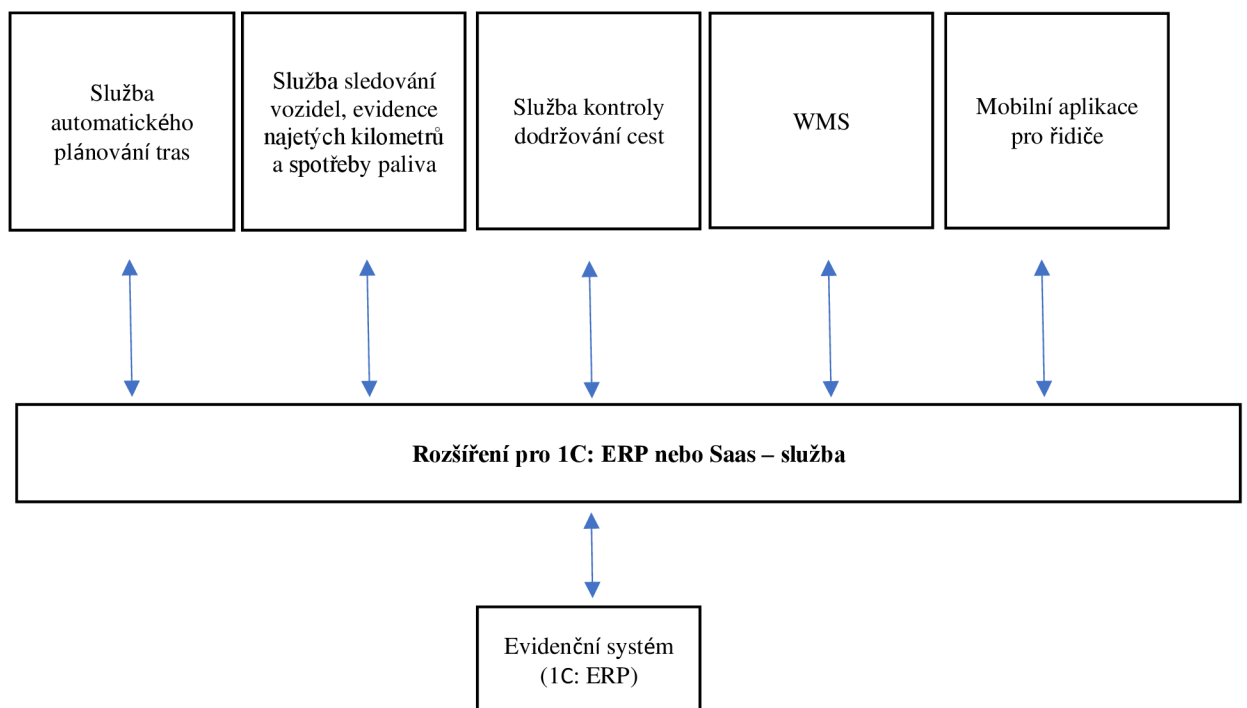 Služba
automatického
plánování tras
Služba sledování
vozidel, evidence
najetých kilometrů
a spotřeby paliva
Služba kontroly
dodržování cest
WMS
Mobilní aplikace
pro řidiče
Rozšíření pro 1C: ERP nebo Saas – služba
Evidenční systém
(1C: ERP)